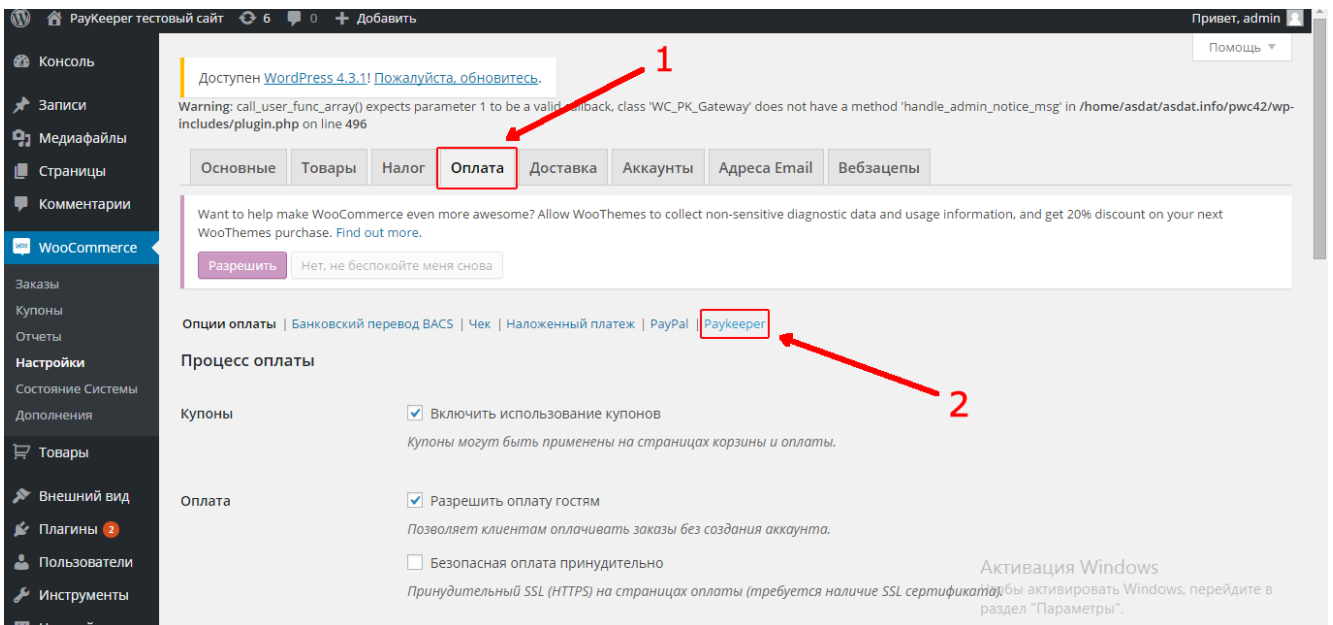 PayKeeper тестовый сайт 6 0 + Добавить Привет, admin
Помощь
Консоль
Записи
Медиафайлы
Страницы
Комментарии
WooCommerce
Заказы
Купоны
Отчеты
Настройки
Состояние Системы
Дополнения
Товары
Внешний вид
Плагины 2
Пользователи
Инструменты
1
Доступен WordPress 4.3.1! Пожалуйста, обновитесь.
Warning: call_user_func_array() expects parameter 1 to be a valid callback, class 'WC_PK_Gateway' does not have a method 'handle_admin_notice_msg' in /home/asdat/asdat.info/pwc42/wp-
includes/plugin.php on line 496
Основные Товары Налог Оплата Доставка Аккаунты Адреса Email Вебзацепы
Want to help make WooCommerce even more awesome? Allow WooThemes to collect non-sensitive diagnostic data and usage information, and get 20% discount on your next
WooThemes purchase. Find out more.
Разрешить Нет, не беспокойте меня снова
Опции оплаты | Банковский перевод BACS | Чек | Наложенный платеж | PayPal | Paykeeper
2
Процесс оплаты
Купоны Включить использование купонов
Купоны могут быть применены на страницах корзины и оплаты.
Оплата Разрешить оплату гостям
Позволяет клиентам оплачивать заказы без создания аккаунта.
Безопасная оплата принудительно
Принудительный SSL (HTTPS) на страницах оплаты (требуется наличие SSL сертификата).
Активация Windows
Чтобы активировать Windows, перейдите в
раздел "Параметры".